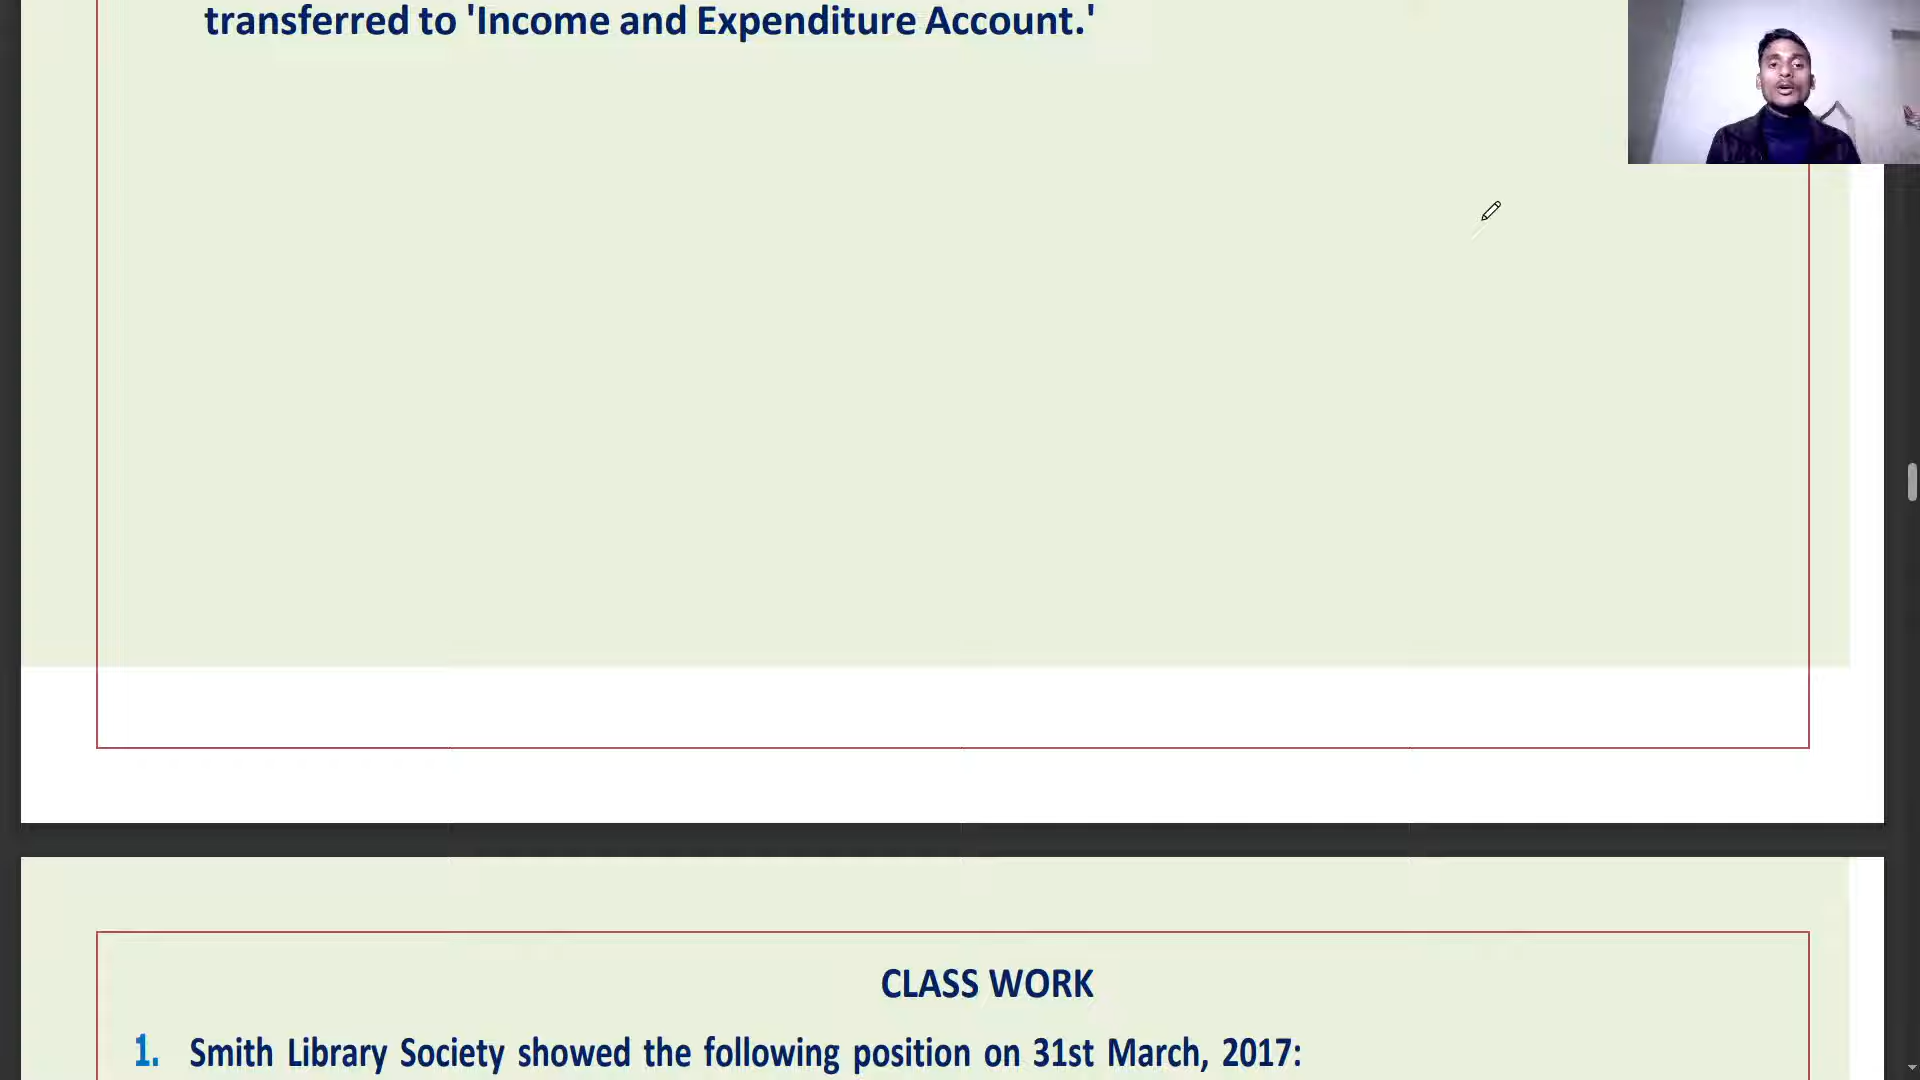 transferred to 'Income and Expenditure Account.'
CLASS WORK
1. Smith Library Society showed the following position on 31st March, 2017: